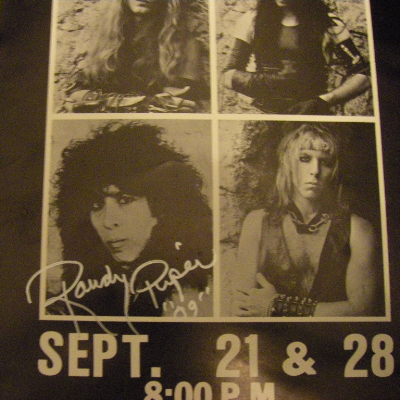 Randy Piper
"'09"
SEPT. 21 & 28
8:00 P.M.